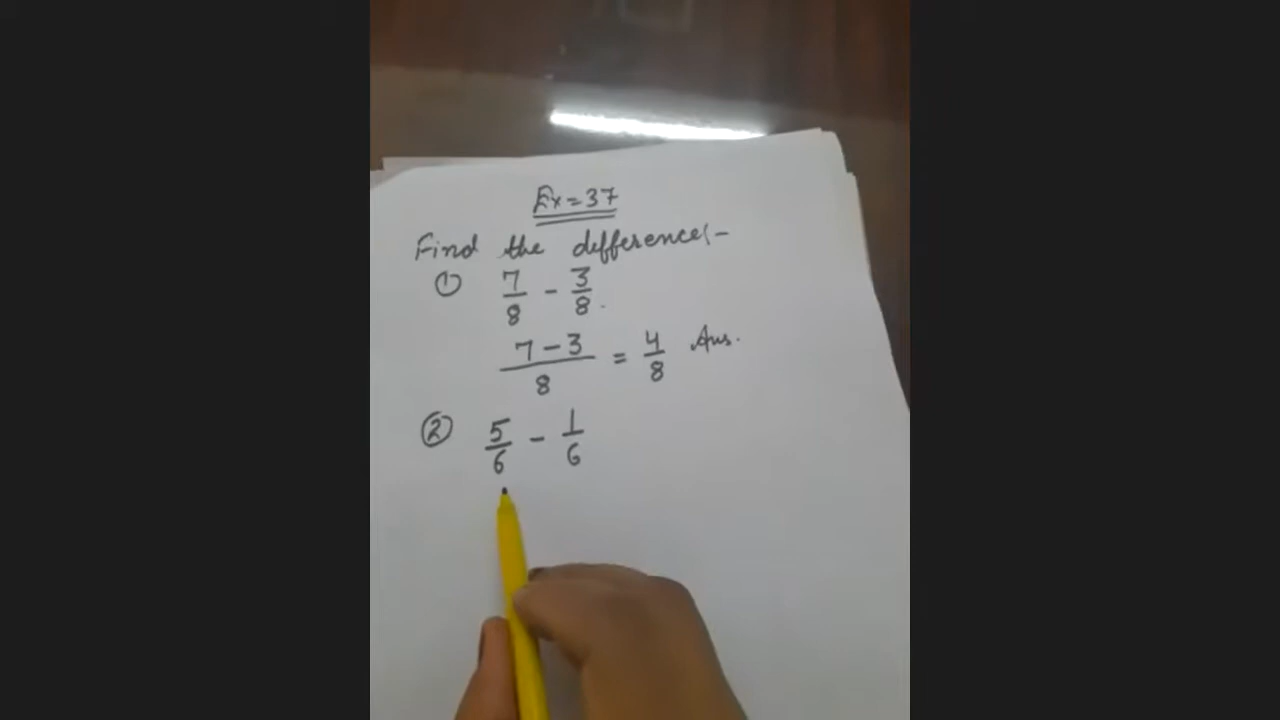 Ex = 37
Find the difference:-
① 7/8 - 3/8.
7-3/8 = 4/8 Ans.
② 5/6 - 1/6